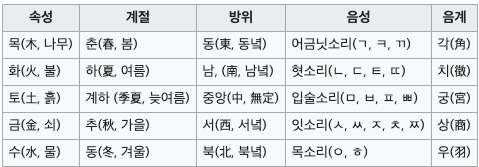 속성 계절 방위 음성 음계
목(木, 나무) 춘(春, 봄) 동(東, 동녘) 어금닛소리(ㄱ, ㅋ, ㄲ) 각(角)
화(火, 불) 하(夏, 여름) 남, (南, 남녘) 혓소리(ㄴ, ㄷ, ㅌ, ㄸ) 치(徵)
토(土, 흙) 계하 (季夏, 늦여름) 중앙(中, 無定) 입술소리(ㅁ, ㅂ, ㅍ, ㅃ) 궁(宮)
금(金, 쇠) 추(秋, 가을) 서(西, 서녘) 잇소리(ㅅ, ㅆ, ㅈ, ㅊ, ㅉ) 상(商)
수(水, 물) 동(冬, 겨울) 북(北, 북녘) 목소리(ㅇ, ㅎ) 우(羽)